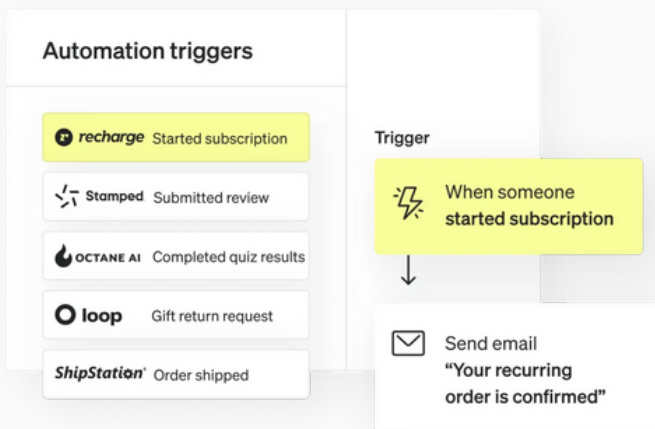 Automation triggers
recharge Started subscription
Stamped Submitted review
OCTANE AI Completed quiz results
loop Gift return request
ShipStation Order shipped
Trigger
When someone
started subscription
Send email
“Your recurring
order is confirmed”